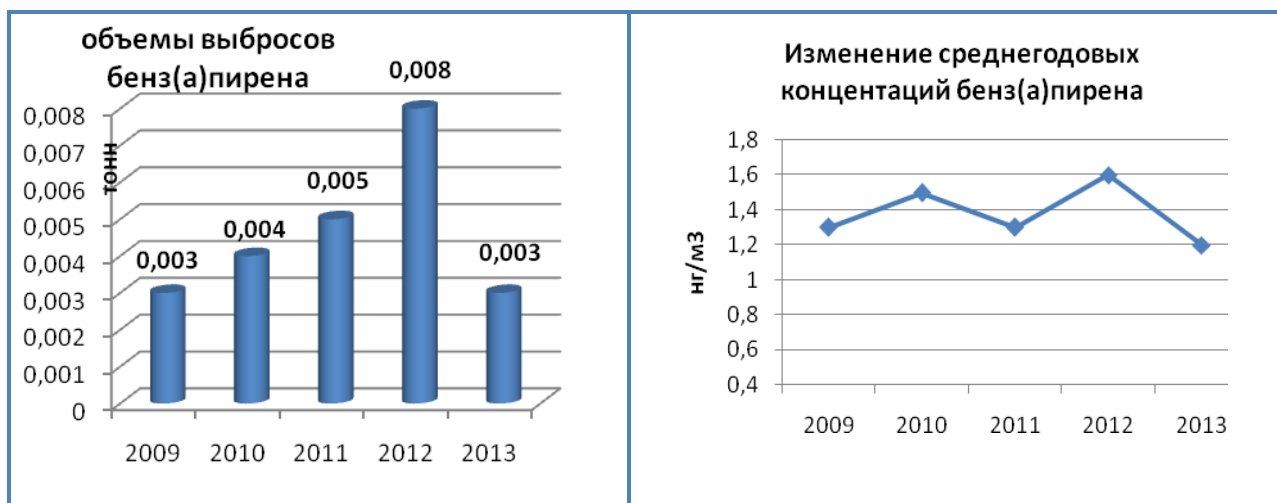 объемы выбросов
бенз(а)пирена
тонн
0,008
0,007
0,006
0,005
0,004
0,003
0,002
0,001
0
0,003
0,004
0,005
0,008
0,003
2009 2010 2011 2012 2013
Изменение среднегодовых
концентаций бенз(а)пирена
нг/м3
1,8
1,6
1,4
1,2
1
1,8
0,6
0,4
2009 2010 2011 2012 2013